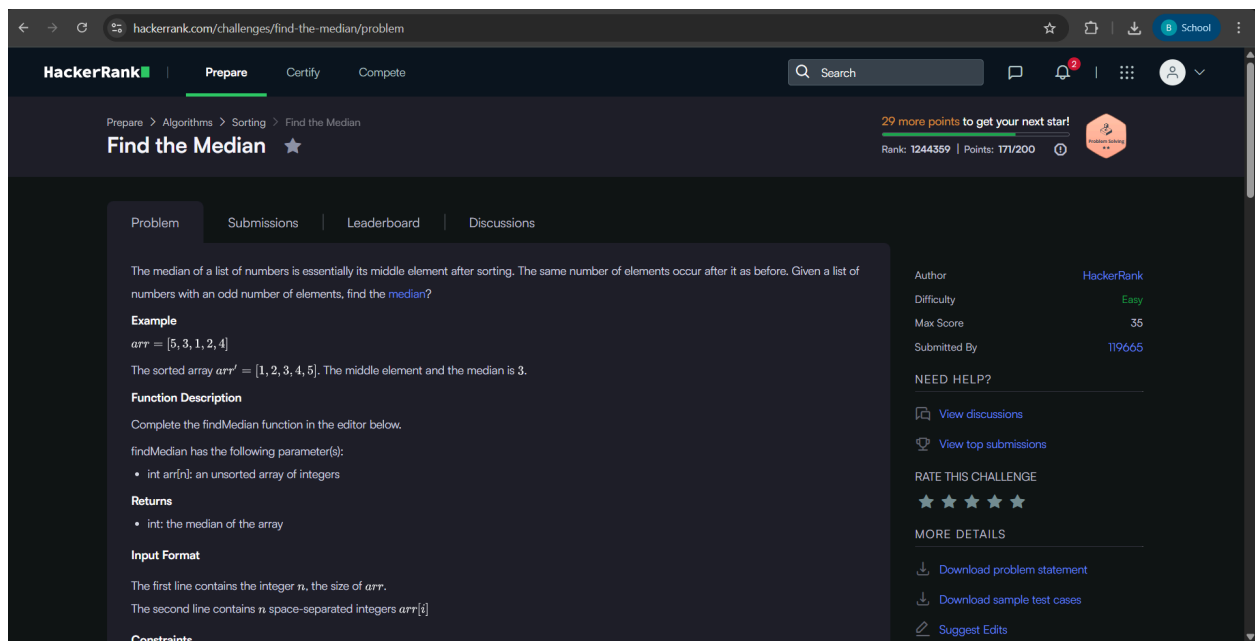 hackerrank.com/challenges/find-the-median/problem
B School
HackerRank
Prepare
Certify
Compete
Search
2
Prepare > Algorithms > Sorting > Find the Median
Find the Median
29 more points to get your next star!
Rank: 1244359 | Points: 171/200
Problem Solving
Problem
Submissions
Leaderboard
Discussions
The median of a list of numbers is essentially its middle element after sorting. The same number of elements occur after it as before. Given a list of
numbers with an odd number of elements, find the median?
Example
arr = [5, 3, 1, 2, 4]
The sorted array arr′ = [1, 2, 3, 4, 5]. The middle element and the median is 3.
Function Description
Complete the findMedian function in the editor below.
findMedian has the following parameter(s):
• int arr[n]: an unsorted array of integers
Returns
• int: the median of the array
Input Format
The first line contains the integer n, the size of arr.
The second line contains n space-separated integers arr[i]
Constraints
Author HackerRank
Difficulty Easy
Max Score 35
Submitted By 119665
NEED HELP?
View discussions
View top submissions
RATE THIS CHALLENGE
MORE DETAILS
Download problem statement
Download sample test cases
Suggest Edits